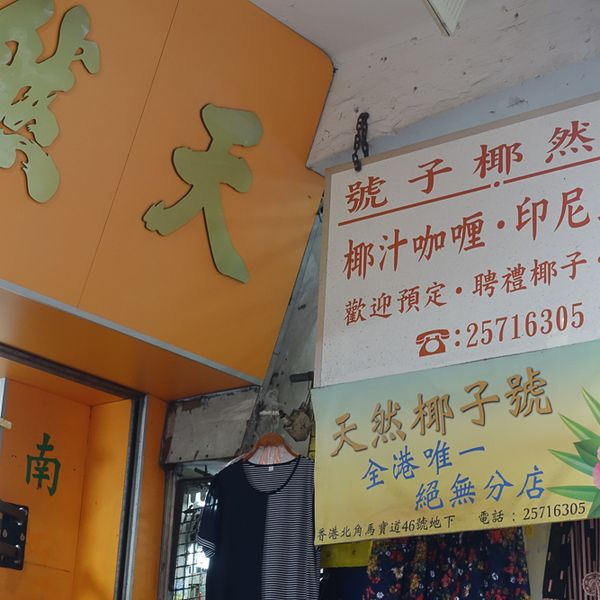 天然
南
然椰子號
椰汁咖喱·印尼
歡迎預定·聘禮椰子·
☎:25716305
天然椰子號
全港唯一
絕無分店
香港北角馬寶道46號地下 電話:25716305